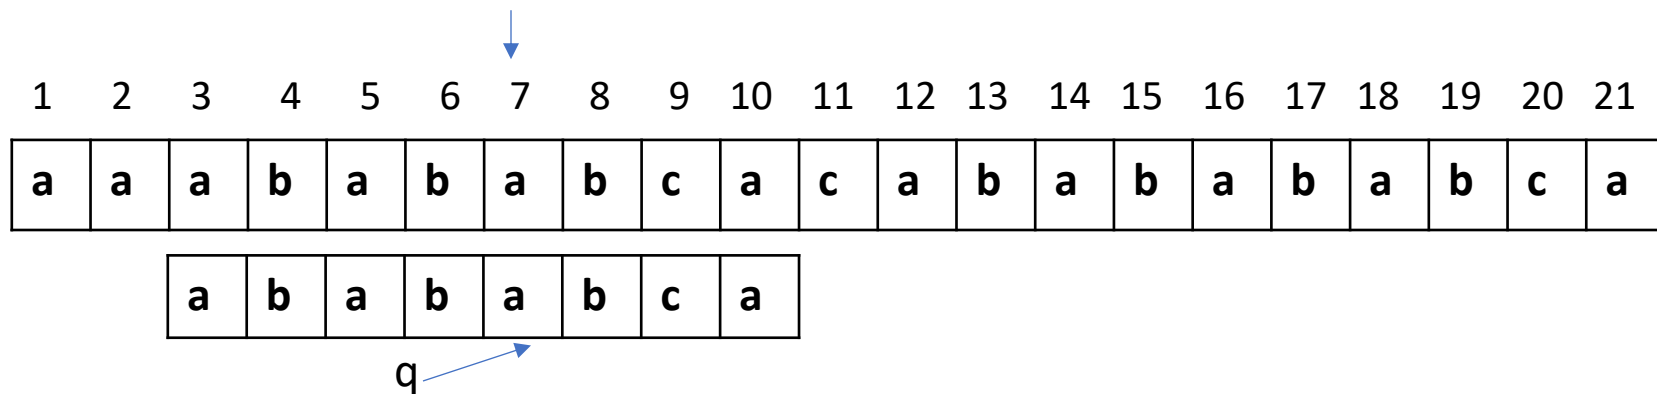 1 2 3 4 5 6 7 8 9 10 11 12 13 14 15 16 17 18 19 20 21
a a a b a b a b c a c a b a b a b a b c a
a b a b a b c a
q